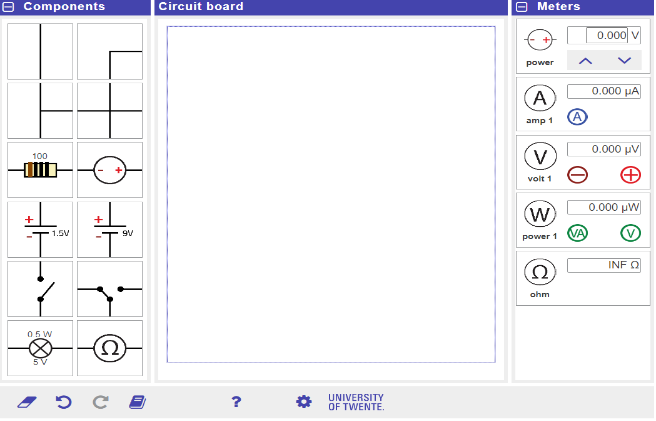 Components
Circuit board
Meters
100
- +
+
-
1.5V
+
-
9V
0.5 W
5 V
Ω
- +
power
0.000 V
A
amp 1
0.000 µA
A
V
volt 1
0.000 µV
W
power 1
0.000 µW
VA
V
Ω
ohm
INF Ω
?
UNIVERSITY
OF TWENTE.